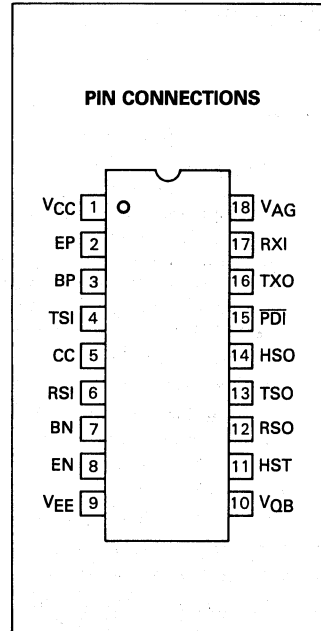 PIN CONNECTIONS
VCC 1 18 VAG
EP 2 17 RXI
BP 3 16 TXO
TSI 4 15 PDI
CC 5 14 HSO
RSI 6 13 TSO
BN 7 12 RSO
EN 8 11 HST
VEE 9 10 VQB